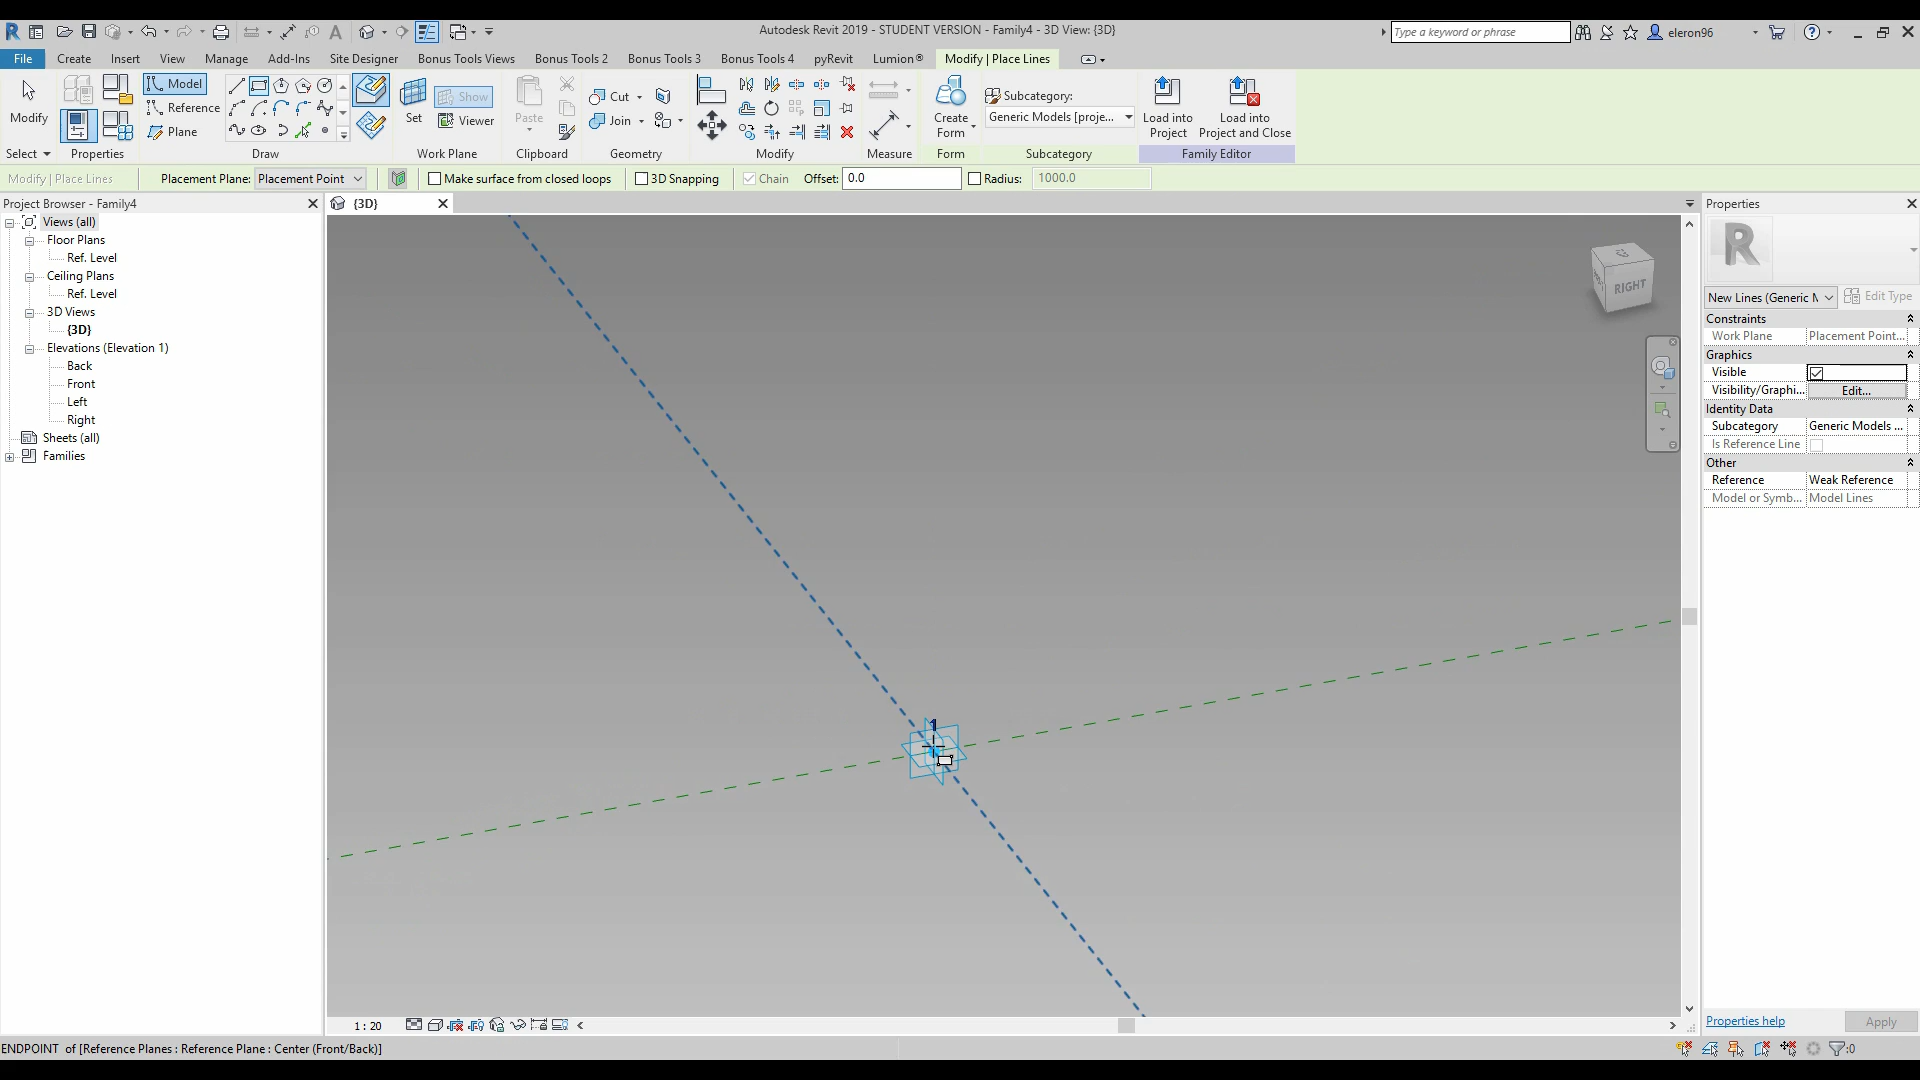 Autodesk Revit 2019 - STUDENT VERSION - Family4 - 3D View: {3D}
Type a keyword or phrase
eleron96
File
Create
Insert
View
Manage
Add-Ins
Site Designer
Bonus Tools Views
Bonus Tools 2
Bonus Tools 3
Bonus Tools 4
pyRevit
Lumion®
Modify | Place Lines
Modify
Model
Reference
Plane
Set
Show
Viewer
Paste
Cut
Join
Create
Form
Subcategory:
Generic Models [proje...
Load into
Project
Load into
Project and Close
Select
Properties
Draw
Work Plane
Clipboard
Geometry
Modify
Measure
Form
Subcategory
Family Editor
Modify | Place Lines
Placement Plane:
Placement Point
Make surface from closed loops
3D Snapping
Chain
Offset:
0.0
Radius:
1000.0
Project Browser - Family4
Views (all)
Floor Plans
Ref. Level
Ceiling Plans
Ref. Level
3D Views
{3D}
Elevations (Elevation 1)
Back
Front
Left
Right
Sheets (all)
Families
{3D}
RIGHT
1
Properties
New Lines (Generic M
Edit Type
Constraints
Work Plane
Placement Point...
Graphics
Visible
Visibility/Graphi...
Edit...
Identity Data
Subcategory
Generic Models ...
Is Reference Line
Other
Reference
Weak Reference
Model or Symb...
Model Lines
Properties help
Apply
1 : 20
ENDPOINT of [Reference Planes : Reference Plane : Center (Front/Back)]
:0